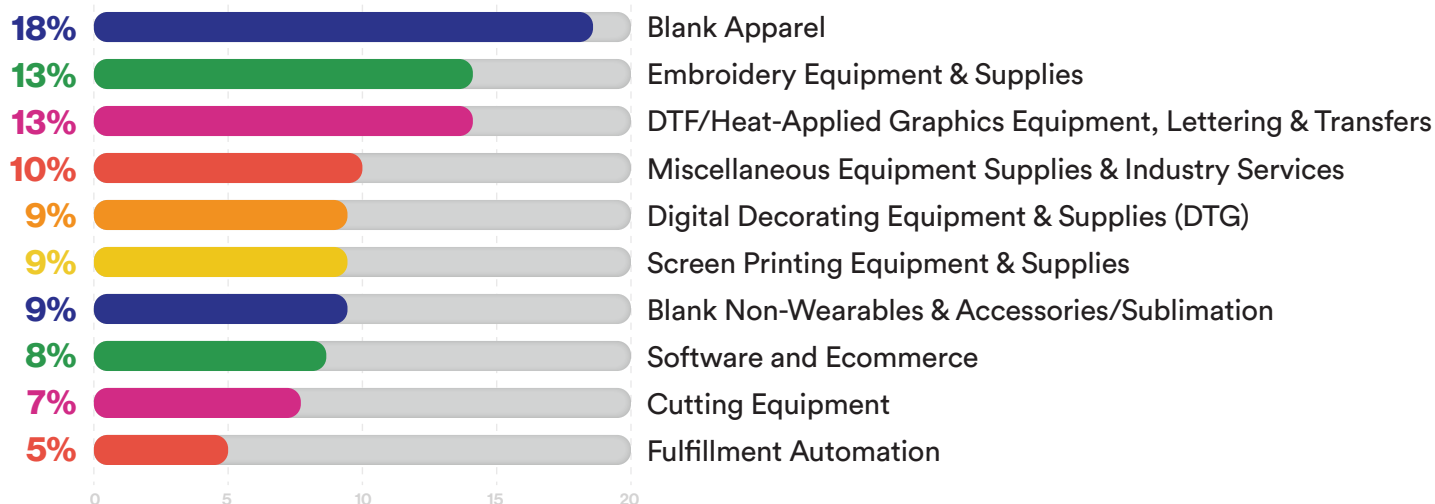 18% Blank Apparel
13% Embroidery Equipment & Supplies
13% DTF/Heat-Applied Graphics Equipment, Lettering & Transfers
10% Miscellaneous Equipment Supplies & Industry Services
9% Digital Decorating Equipment & Supplies (DTG)
9% Screen Printing Equipment & Supplies
9% Blank Non-Wearables & Accessories/Sublimation
8% Software and Ecommerce
7% Cutting Equipment
5% Fulfillment Automation
0 5 10 15 20